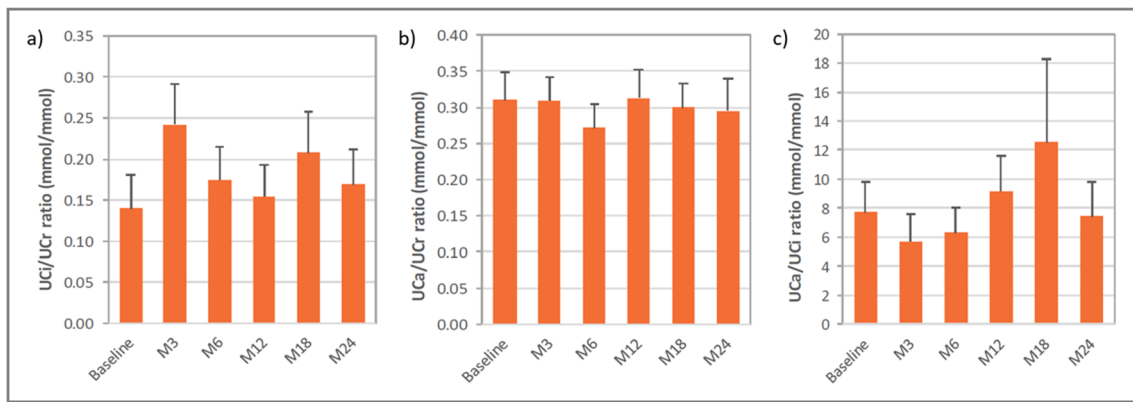 a)
UCi/UCr ratio (mmol/mmol)
0.35
0.30
0.25
0.20
0.15
0.10
0.05
0.00
Baseline
M3
M6
M12
M18
M24
b)
UCa/UCr ratio (mmol/mmol)
0.40
0.35
0.30
0.25
0.20
0.15
0.10
0.05
0.00
Baseline
M3
M6
M12
M18
M24
c)
UCa/UCi ratio (mmol/mmol)
20
18
16
14
12
10
8
6
4
2
0
Baseline
M3
M6
M12
M18
M24